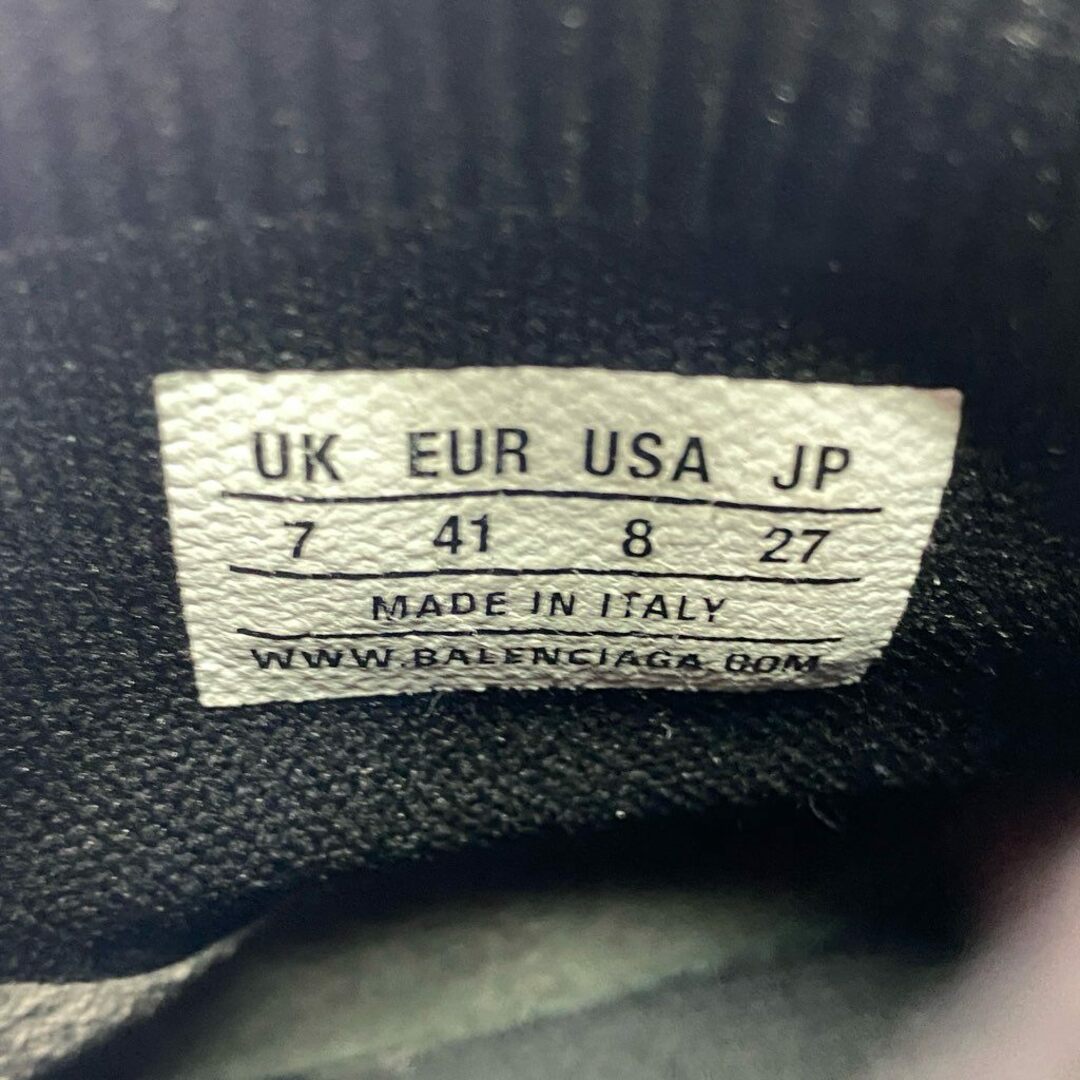 UK EUR USA JP
7 41 8 27
MADE IN ITALY
WWW.BALENCIAGA.COM